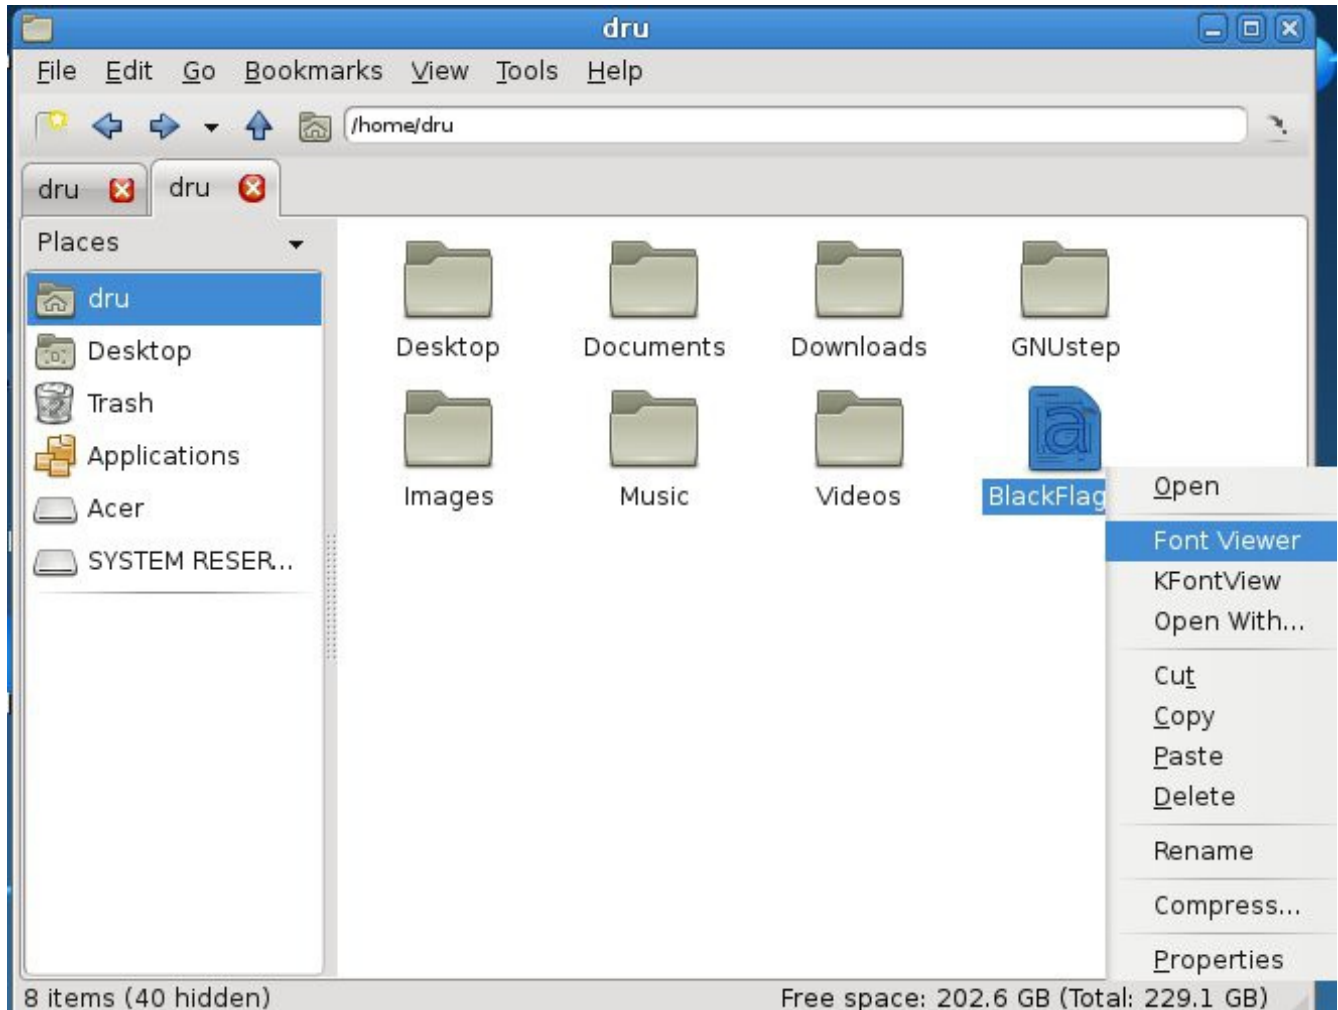 dru
File Edit Go Bookmarks View Tools Help
/home/dru
dru dru
Places
dru
Desktop
Trash
Applications
Acer
SYSTEM RESER...
Desktop Documents Downloads GNUstep
Images Music Videos BlackFlag
Open
Font Viewer
KFontView
Open With...
Cut
Copy
Paste
Delete
Rename
Compress...
Properties
8 items (40 hidden) Free space: 202.6 GB (Total: 229.1 GB)